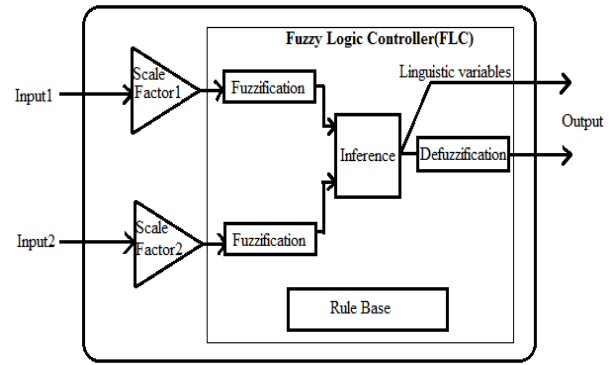 Fuzzy Logic Controller(FLC)
Scale
Factor1
Input1
Fuzzification
Linguistic variables
Output
Inference
Defuzzification
Scale
Factor2
Input2
Fuzzification
Rule Base